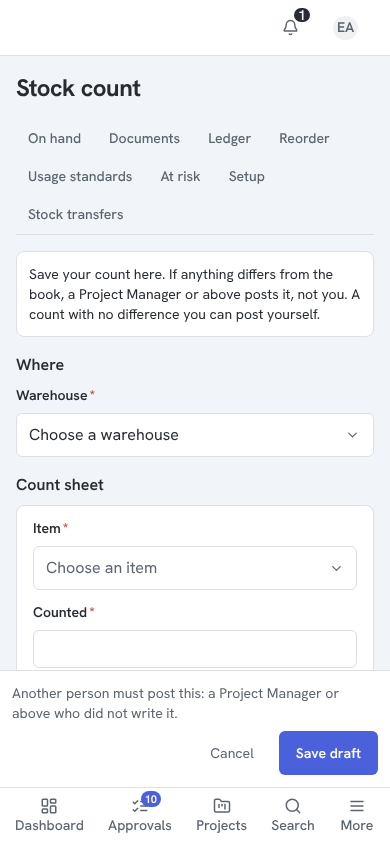 1
EA
Stock count
On hand Documents Ledger Reorder
Usage standards At risk Setup
Stock transfers
Save your count here. If anything differs from the
book, a Project Manager or above posts it, not you. A
count with no difference you can post yourself.
Where
Warehouse *
Choose a warehouse
Count sheet
Item *
Choose an item
Counted *
Another person must post this: a Project Manager or
above who did not write it.
Cancel Save draft
10
Dashboard Approvals Projects Search More